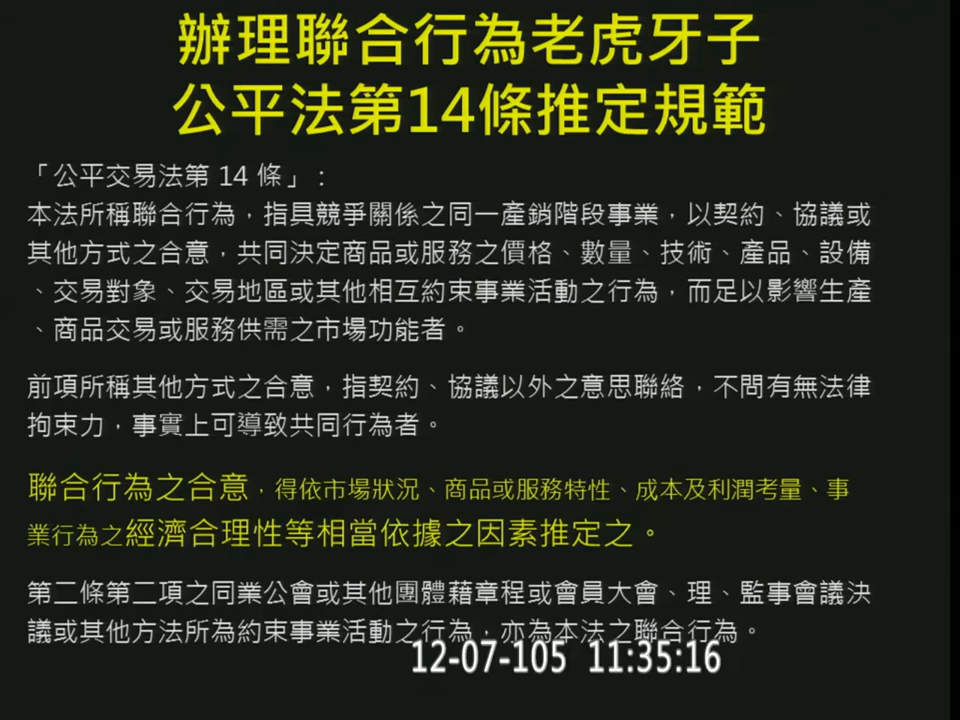 辦理聯合行為老虎牙子
公平法第14條推定規範
「公平交易法第 14 條」：
本法所稱聯合行為，指具競爭關係之同一產銷階段事業，以契約、協議或
其他方式之合意，共同決定商品或服務之價格、數量、技術、產品、設備
、交易對象、交易地區或其他相互約束事業活動之行為，而足以影響生產
、商品交易或服務供需之市場功能者。
前項所稱其他方式之合意，指契約、協議以外之意思聯絡，不問有無法律
拘束力，事實上可導致共同行為者。
聯合行為之合意，得依市場狀況、商品或服務特性、成本及利潤考量、事
業行為之經濟合理性等相當依據之因素推定之。
第二條第二項之同業公會或其他團體藉章程或會員大會、理、監事會議決
議或其他方法所為約束事業活動之行為，亦為本法之聯合行為。
12-07-105 11:35:16